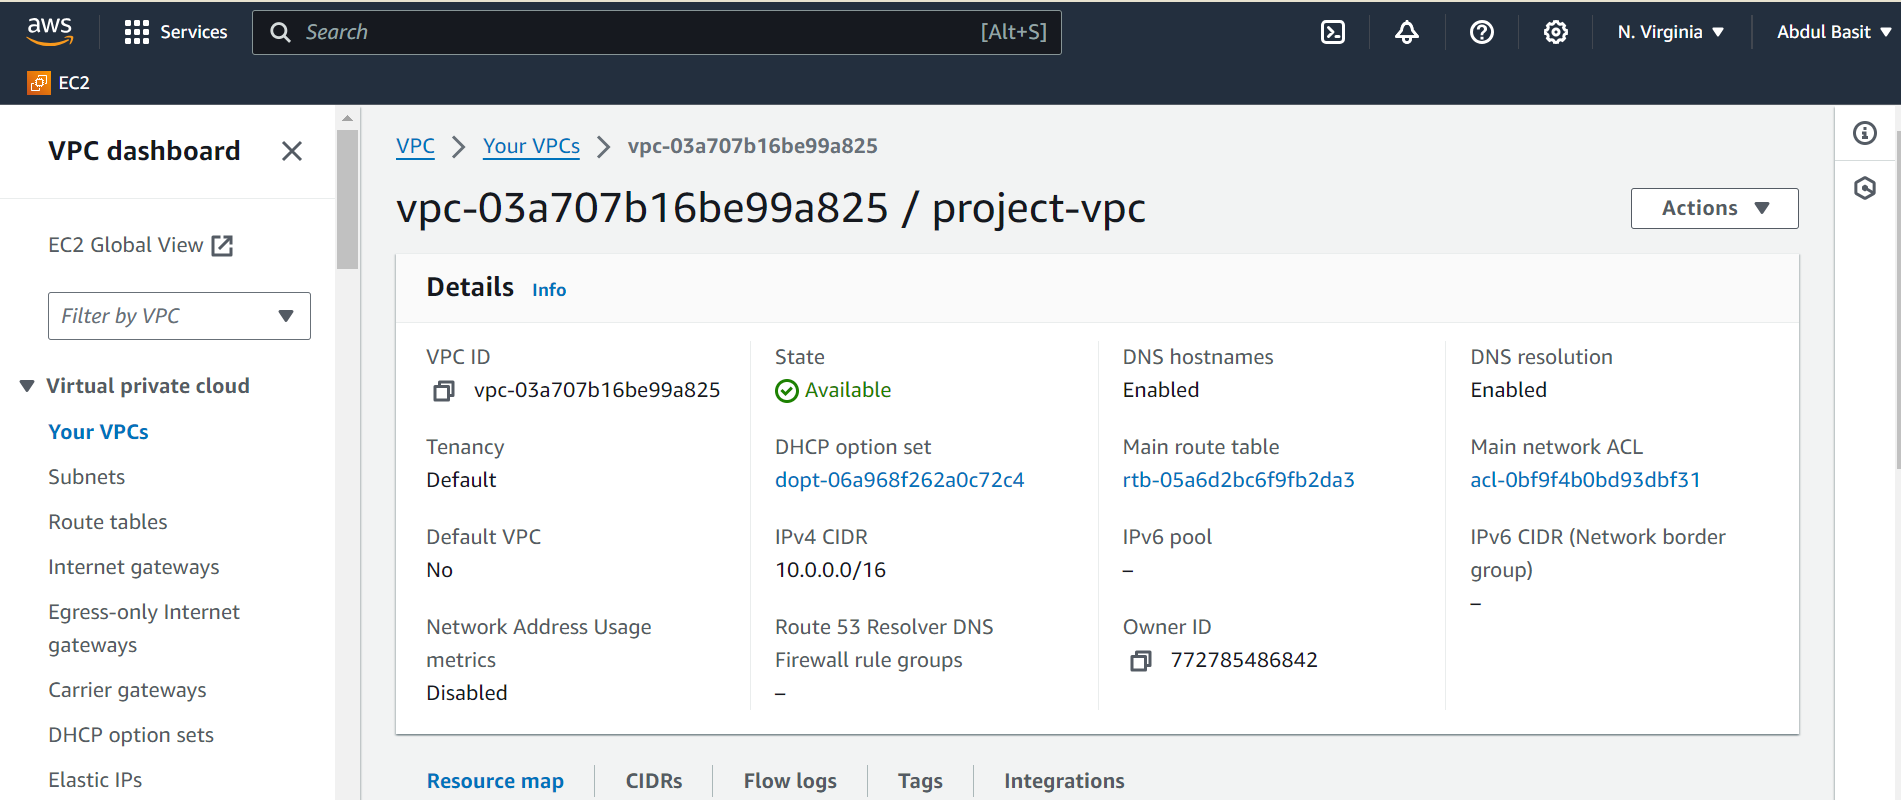 aws
Services
Search
[Alt+S]
N. Virginia
Abdul Basit
EC2
VPC dashboard
EC2 Global View
Filter by VPC
Virtual private cloud
Your VPCs
Subnets
Route tables
Internet gateways
Egress-only Internet
gateways
Carrier gateways
DHCP option sets
Elastic IPs
VPC
Your VPCs
vpc-03a707b16be99a825
vpc-03a707b16be99a825 / project-vpc
Actions
Details Info
VPC ID
vpc-03a707b16be99a825
State
Available
DNS hostnames
Enabled
DNS resolution
Enabled
Tenancy
Default
DHCP option set
dopt-06a968f262a0c72c4
Main route table
rtb-05a6d2bc6f9fb2da3
Main network ACL
acl-0bf9f4b0bd93dbf31
Default VPC
No
IPv4 CIDR
10.0.0.0/16
IPv6 pool
–
IPv6 CIDR (Network border
group)
–
Network Address Usage
metrics
Disabled
Route 53 Resolver DNS
Firewall rule groups
–
Owner ID
772785486842
Resource map
CIDRs
Flow logs
Tags
Integrations